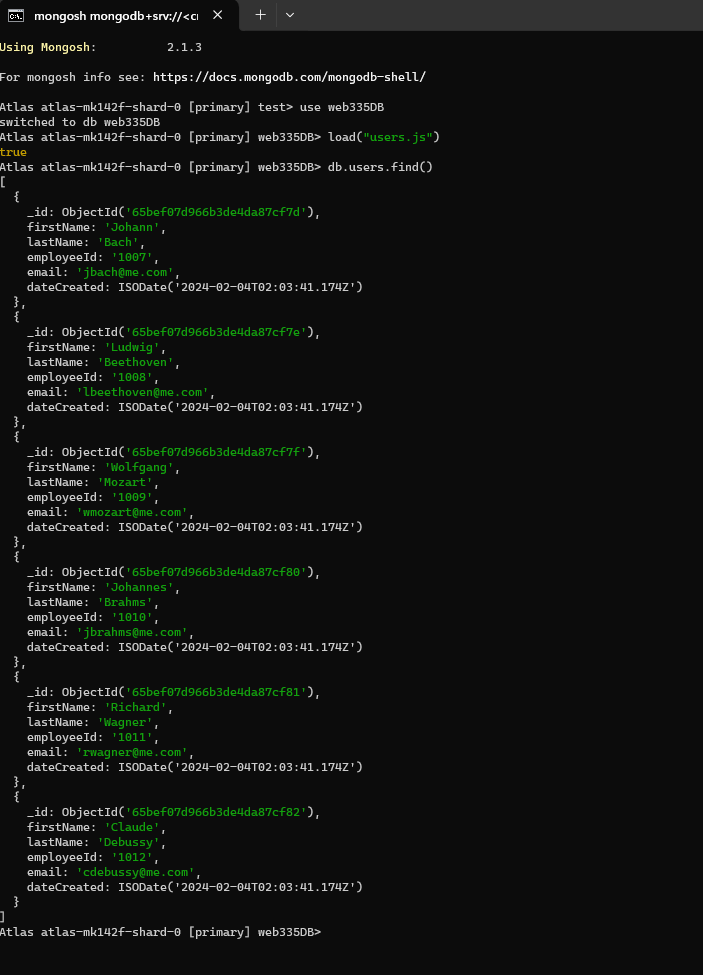 mongosh mongodb+srv://<cr
Using Mongosh: 2.1.3
For mongosh info see: https://docs.mongodb.com/mongodb-shell/
Atlas atlas-mk142f-shard-0 [primary] test> use web335DB
switched to db web335DB
Atlas atlas-mk142f-shard-0 [primary] web335DB> load("users.js")
true
Atlas atlas-mk142f-shard-0 [primary] web335DB> db.users.find()
[
  {
    _id: ObjectId('65bef07d966b3de4da87cf7d'),
    firstName: 'Johann',
    lastName: 'Bach',
    employeeId: '1007',
    email: 'jbach@me.com',
    dateCreated: ISODate('2024-02-04T02:03:41.174Z')
  },
  {
    _id: ObjectId('65bef07d966b3de4da87cf7e'),
    firstName: 'Ludwig',
    lastName: 'Beethoven',
    employeeId: '1008',
    email: 'lbeethoven@me.com',
    dateCreated: ISODate('2024-02-04T02:03:41.174Z')
  },
  {
    _id: ObjectId('65bef07d966b3de4da87cf7f'),
    firstName: 'Wolfgang',
    lastName: 'Mozart',
    employeeId: '1009',
    email: 'wmozart@me.com',
    dateCreated: ISODate('2024-02-04T02:03:41.174Z')
  },
  {
    _id: ObjectId('65bef07d966b3de4da87cf80'),
    firstName: 'Johannes',
    lastName: 'Brahms',
    employeeId: '1010',
    email: 'jbrahms@me.com',
    dateCreated: ISODate('2024-02-04T02:03:41.174Z')
  },
  {
    _id: ObjectId('65bef07d966b3de4da87cf81'),
    firstName: 'Richard',
    lastName: 'Wagner',
    employeeId: '1011',
    email: 'rwagner@me.com',
    dateCreated: ISODate('2024-02-04T02:03:41.174Z')
  },
  {
    _id: ObjectId('65bef07d966b3de4da87cf82'),
    firstName: 'Claude',
    lastName: 'Debussy',
    employeeId: '1012',
    email: 'cdebussy@me.com',
    dateCreated: ISODate('2024-02-04T02:03:41.174Z')
  }
]
Atlas atlas-mk142f-shard-0 [primary] web335DB>